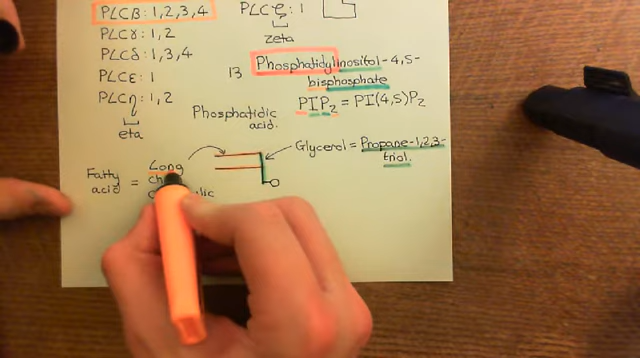 PLCβ: 1,2,3,4
PLCγ: 1,2
PLCδ: 1,3,4
PLCε: 1
PLCη: 1,2
eta
PLCζ: 1
zeta
13
Phosphatidylinositol-4,5-
bisphosphate
PIP₂ = PI(4,5)P₂
Phosphatidic
acid.
Glycerol = Propane-1,2,3-
triol.
Fatty
acid =
Long